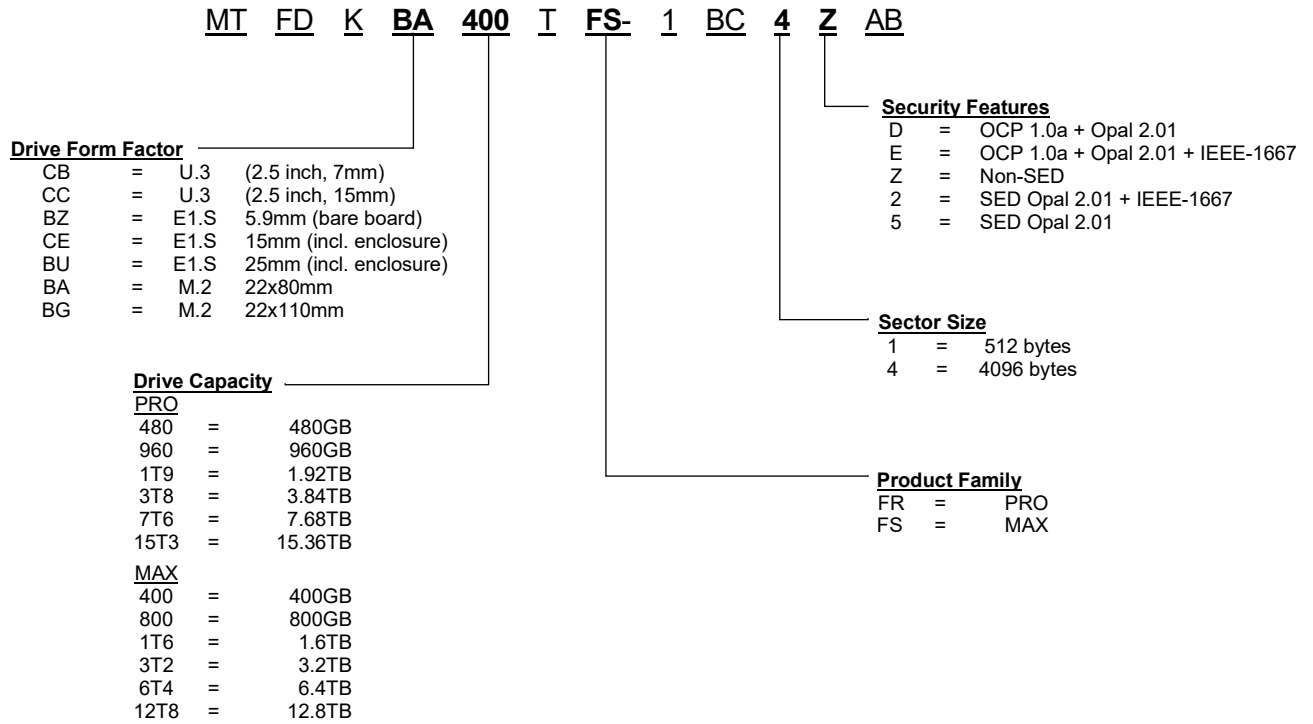 MT FD K BA 400 T FS- 1 BC 4 Z AB
Drive Form Factor
CB = U.3 (2.5 inch, 7mm)
CC = U.3 (2.5 inch, 15mm)
BZ = E1.S 5.9mm (bare board)
CE = E1.S 15mm (incl. enclosure)
BU = E1.S 25mm (incl. enclosure)
BA = M.2 22x80mm
BG = M.2 22x110mm
Drive Capacity
PRO
480 = 480GB
960 = 960GB
1T9 = 1.92TB
3T8 = 3.84TB
7T6 = 7.68TB
15T3 = 15.36TB
MAX
400 = 400GB
800 = 800GB
1T6 = 1.6TB
3T2 = 3.2TB
6T4 = 6.4TB
12T8 = 12.8TB
Security Features
D = OCP 1.0a + Opal 2.01
E = OCP 1.0a + Opal 2.01 + IEEE-1667
Z = Non-SED
2 = SED Opal 2.01 + IEEE-1667
5 = SED Opal 2.01
Sector Size
1 = 512 bytes
4 = 4096 bytes
Product Family
FR = PRO
FS = MAX